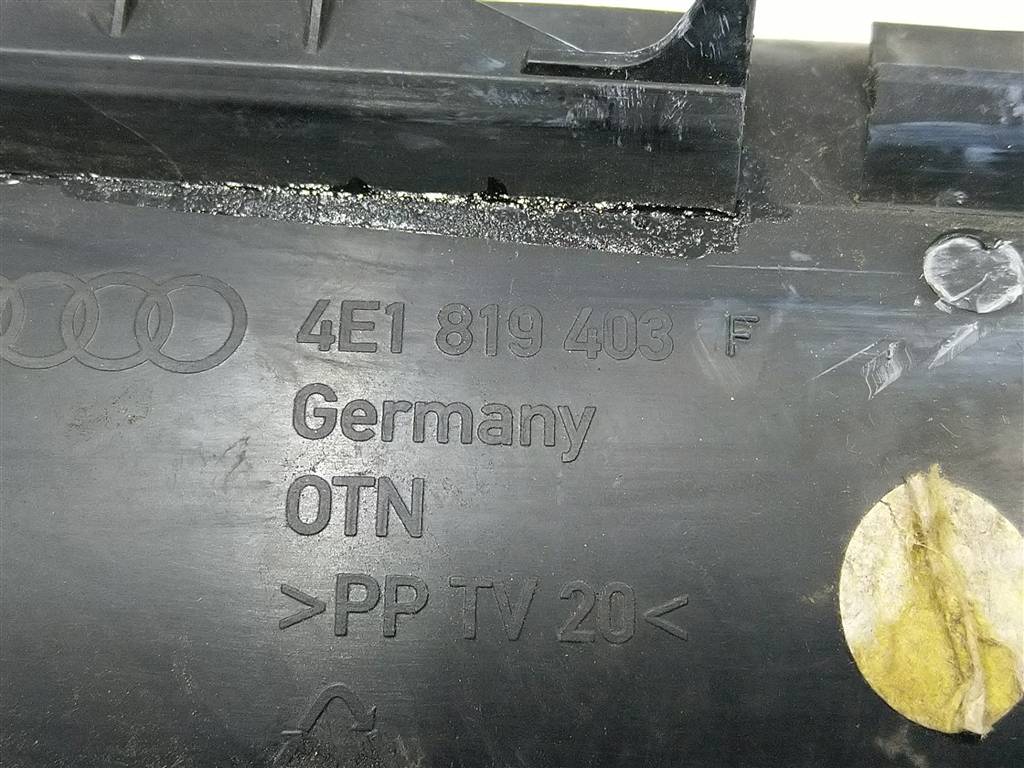 4E1 819 403 F
Germany
OTN
>PP TV 20<